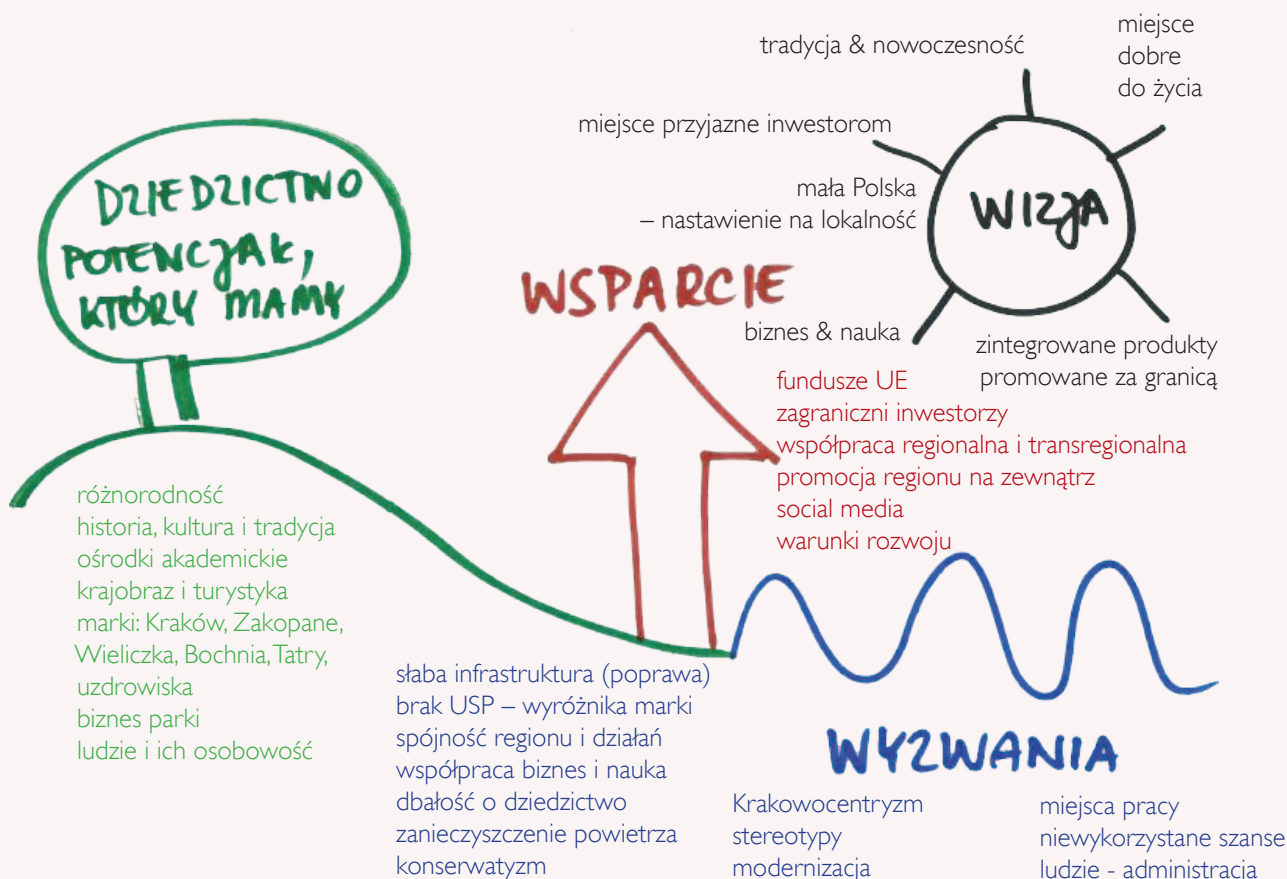 tradycja & nowoczesność
miejsce
dobre
do życia
miejsce przyjazne inwestorom
mała Polska
– nastawienie na lokalność
WIZJA
biznes & nauka
zintegrowane produkty
promowane za granicą
DZIEDZICTWO
POTENCJAŁ,
KTÓRY MAMY
różnorodność
historia, kultura i tradycja
ośrodki akademickie
krajobraz i turystyka
marki: Kraków, Zakopane,
Wieliczka, Bochnia, Tatry,
uzdrowiska
biznes parki
ludzie i ich osobowość
WSPARCIE
fundusze UE
zagraniczni inwestorzy
współpraca regionalna i transregionalna
promocja regionu na zewnątrz
social media
warunki rozwoju
WYZWANIA
słaba infrastruktura (poprawa)
brak USP – wyróżnika marki
spójność regionu i działań
współpraca biznes i nauka
dbałość o dziedzictwo
zanieczyszczenie powietrza
konserwatyzm
Krakowocentryzm
stereotypy
modernizacja
miejsca pracy
niewykorzystane szanse
ludzie - administracja